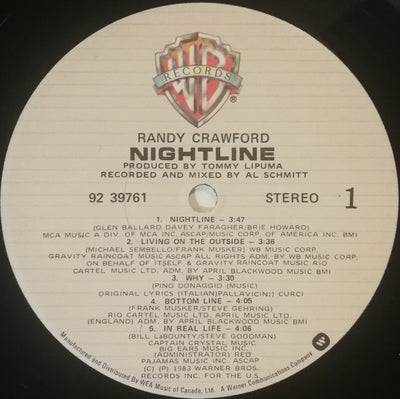 WB
RECORDS
®
RANDY CRAWFORD
NIGHTLINE
PRODUCED BY TOMMY LIPUMA
RECORDED AND MIXED BY AL SCHMITT
92 39761
STEREO 1
1. NIGHTLINE – 3:47
(GLEN BALLARD DAVEY FARAGHER/BRIE HOWARD)
MCA MUSIC A DIV. OF MCA INC. ASCAP/MUSIC CORP. OF AMERICA INC. BMI
2. LIVING ON THE OUTSIDE – 3:36
(MICHAEL SEMBELLO/FRANK MUSKER) WB MUSIC CORP,
GRAVITY RAINCOAT MUSIC ASCAP ALL RIGHTS ADM. BY WB MUSIC CORP.
ON BEHALF OF ITSELF & GRAVITY RAINCOAT MUSIC RIO
CARTEL MUSIC LTD. ADM. BY APRIL BLACKWOOD MUSIC BMI
3. WHY – 3:30
(PINO DONAGGIO (MUSIC)
ORIGINAL LYRICS (ITALIAN) PALLAVICINI) CURCI
4. BOTTOM LINE – 4:05
(FRANK MUSKER/STEVE GEHRING)
RIO CARTEL MUSIC LTD. APRIL MUSIC LTD.
(ENGLAND) ADM. BY APRIL BLACKWOOD MUSIC BMI
5. IN REAL LIFE – 4:06
(BILL LaBOUNTY/STEVE GOODMAN)
CAPTAIN CRYSTAL MUSIC
BIG EARS MUSIC INC.
(ADMINISTRATOR) RED
PAJAMAS MUSIC INC. ASCAP
(P) 1983 WARNER BROS.
RECORDS INC. FOR THE U.S.
Manufactured and Distributed by WEA Music of Canada, Ltd. A Warner Communications Company